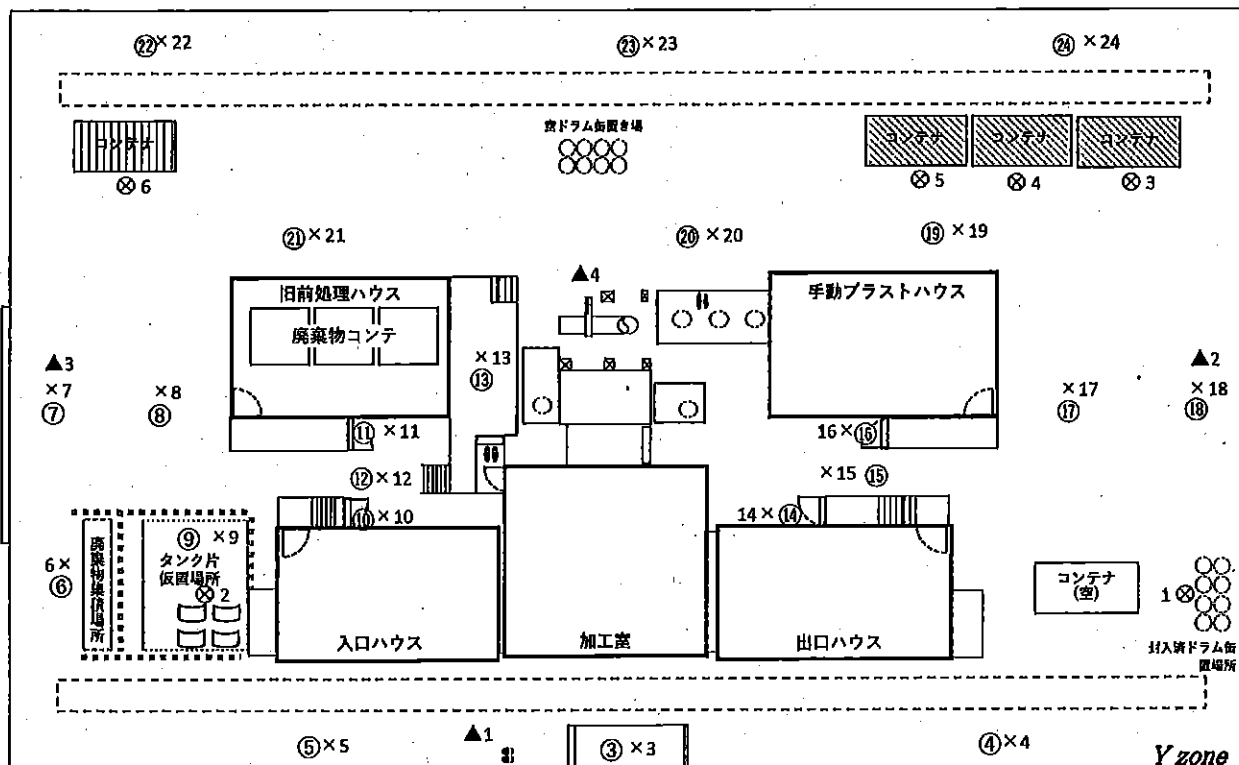 ㉒×22
㉓×23
㉔×24
コンテナ
空ドラム缶置き場
コンテナ
コンテナ
コンテナ
⊗6
⊗5
⊗4
⊗3
㉑×21
⑳×20
⑲×19
▲4
旧前処理ハウス
廃棄物コンテ
手動ブラストハウス
▲3
×7
⑦
×8
⑧
×13
⑬
×17
⑰
▲2
×18
⑱
⑪×11
16×⑯
⑫×12
×15 ⑮
⑩×10
14×⑭
6×
⑥
廃棄物集積場所
⑨ ×9
タンク片
仮置場所
⊗2
コンテナ
(空)
1⊗
入口ハウス
加工室
出口ハウス
封入済ドラム缶
置場所
⑤×5
▲1
③×3
④×4
Y zone